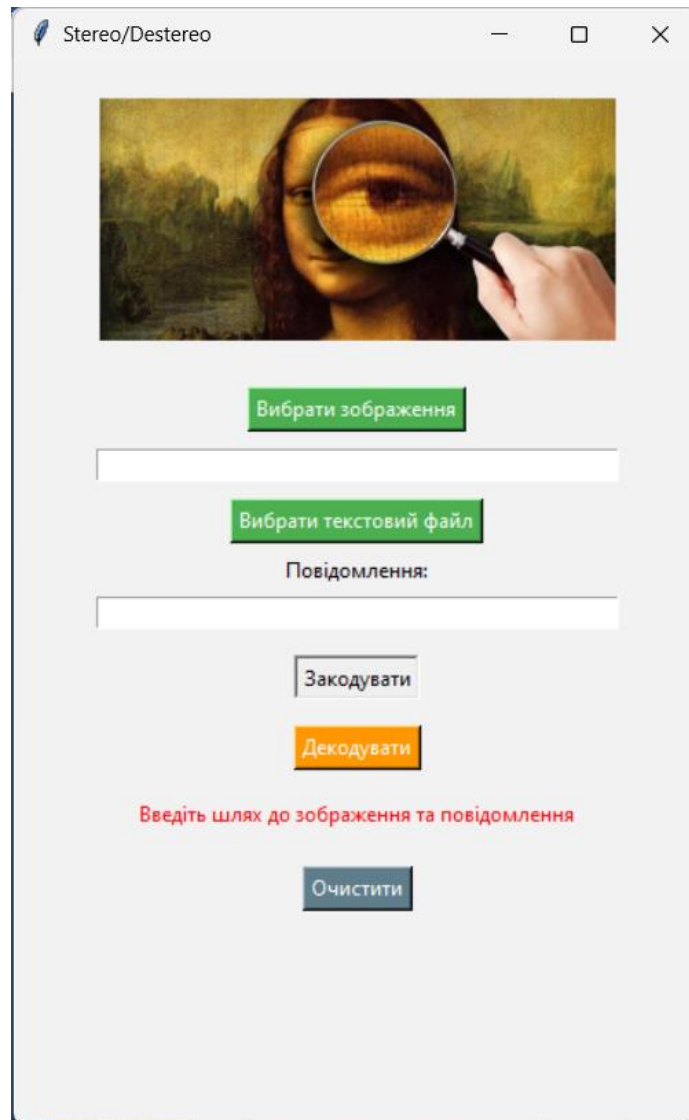 Stereo/Destereo
Вибрати зображення
Вибрати текстовий файл
Повідомлення:
Закодувати
Декодувати
Введіть шлях до зображення та повідомлення
Очистити